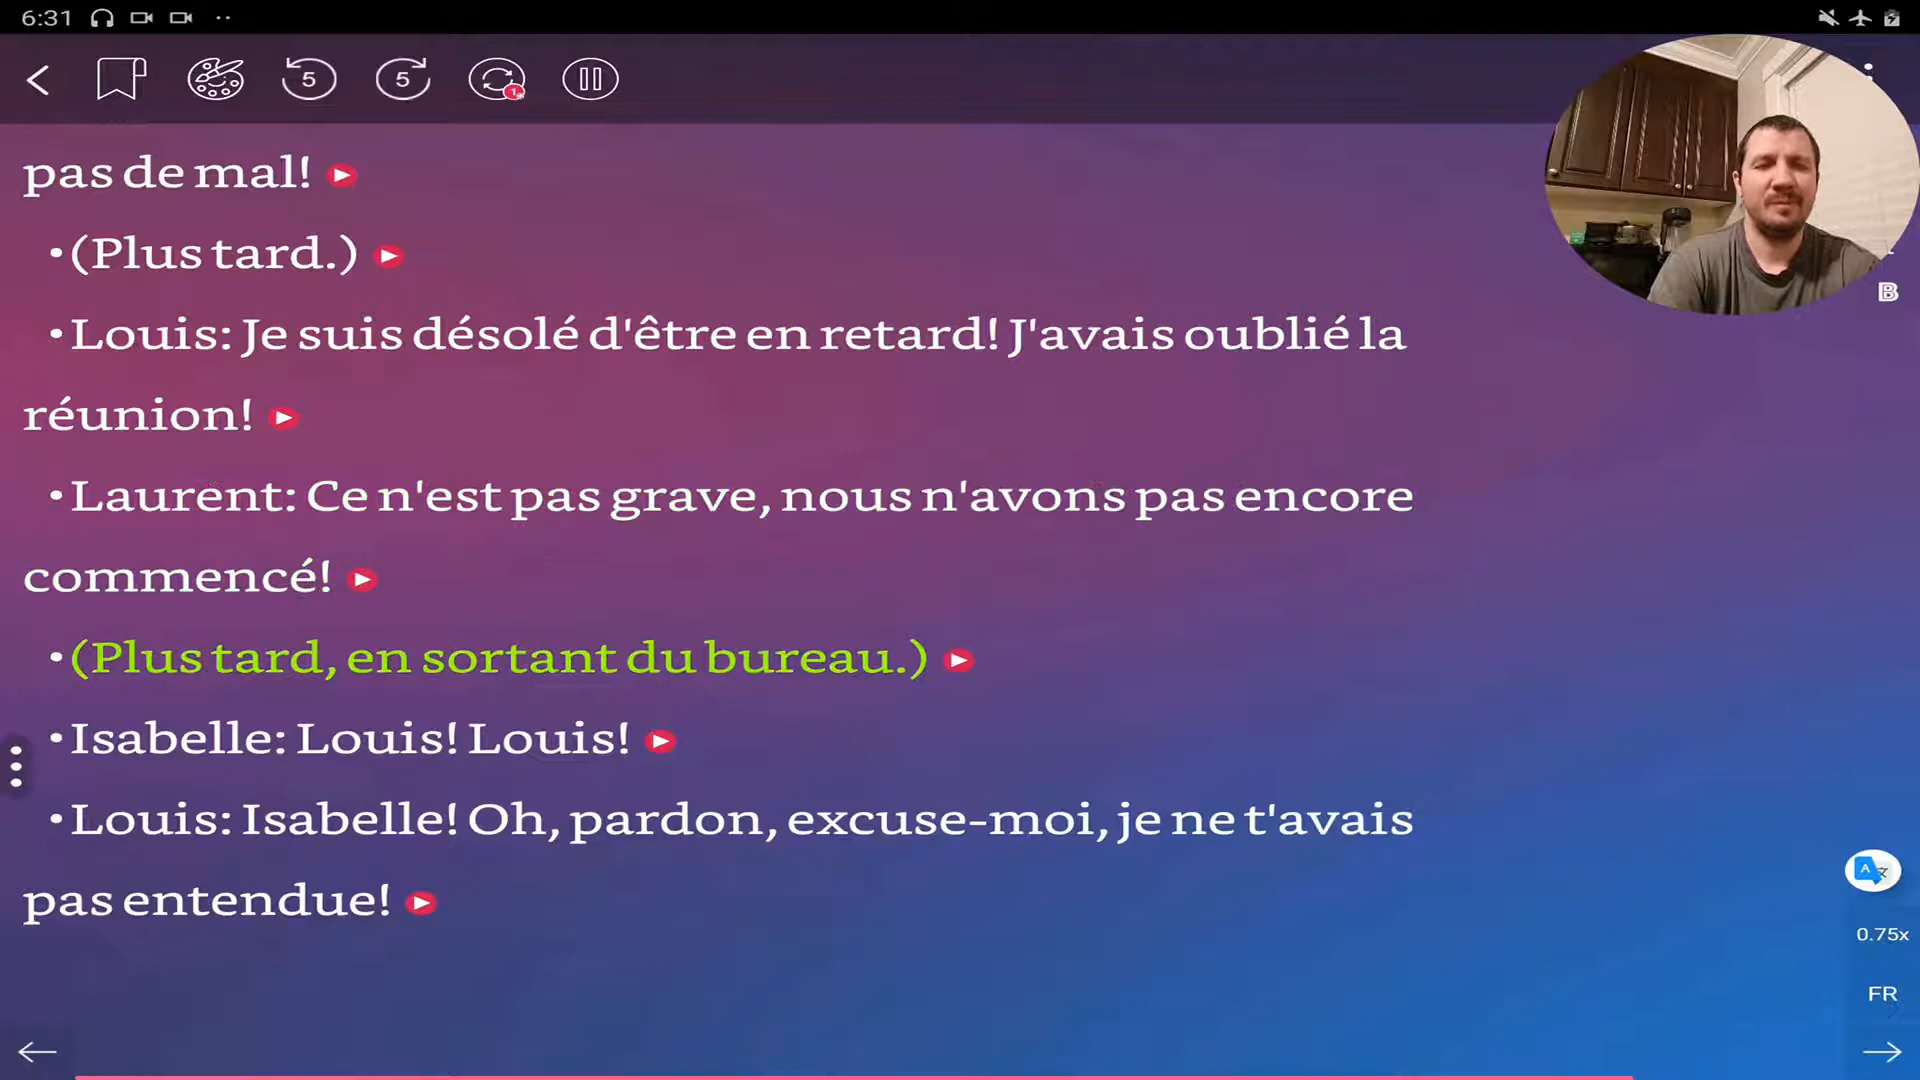 6:31
5 5 1
pas de mal!
•(Plus tard.)
•Louis: Je suis désolé d'être en retard! J'avais oublié la
réunion!
•Laurent: Ce n'est pas grave, nous n'avons pas encore
commencé!
•(Plus tard, en sortant du bureau.)
•Isabelle: Louis! Louis!
•Louis: Isabelle! Oh, pardon, excuse-moi, je ne t'avais
pas entendue!
B
A 文
0.75x
FR